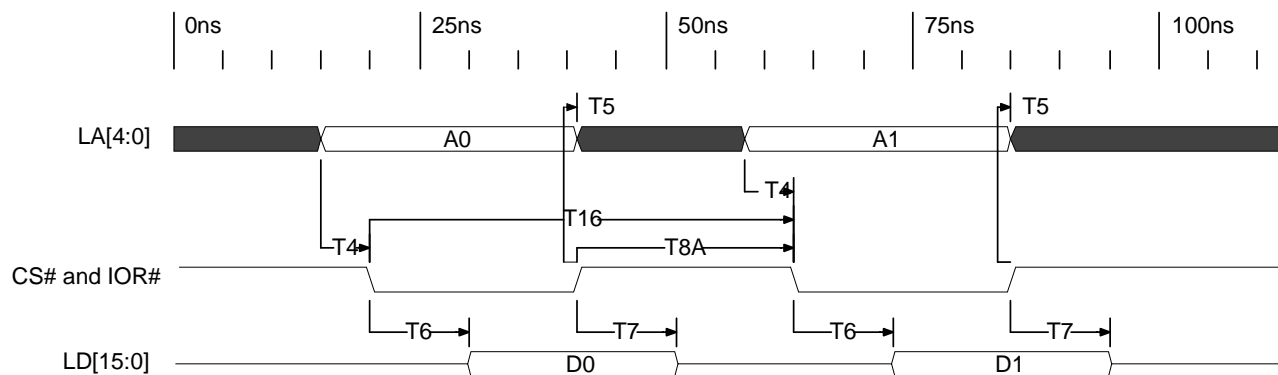 0ns 25ns 50ns 75ns 100ns
T5 T5
LA[4:0] A0 A1
T4
T16
T4 T8A
CS# and IOR#
T6 T7 T6 T7
LD[15:0] D0 D1